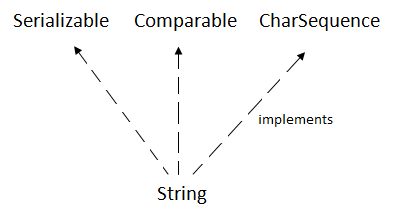 Serializable Comparable CharSequence
implements
String